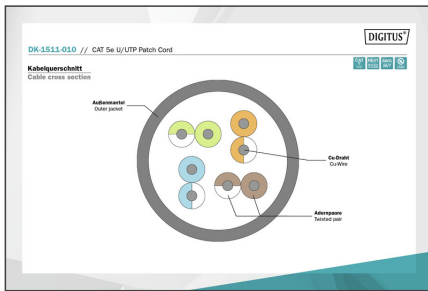 DIGITUS®
DK-1511-010 // CAT 5e U/UTP Patch Cord
Kabelquerschnitt
Cable cross section
Außenmantel
Outer jacket
Cu-Draht
Cu-Wire
Adernpaare
Twisted pair